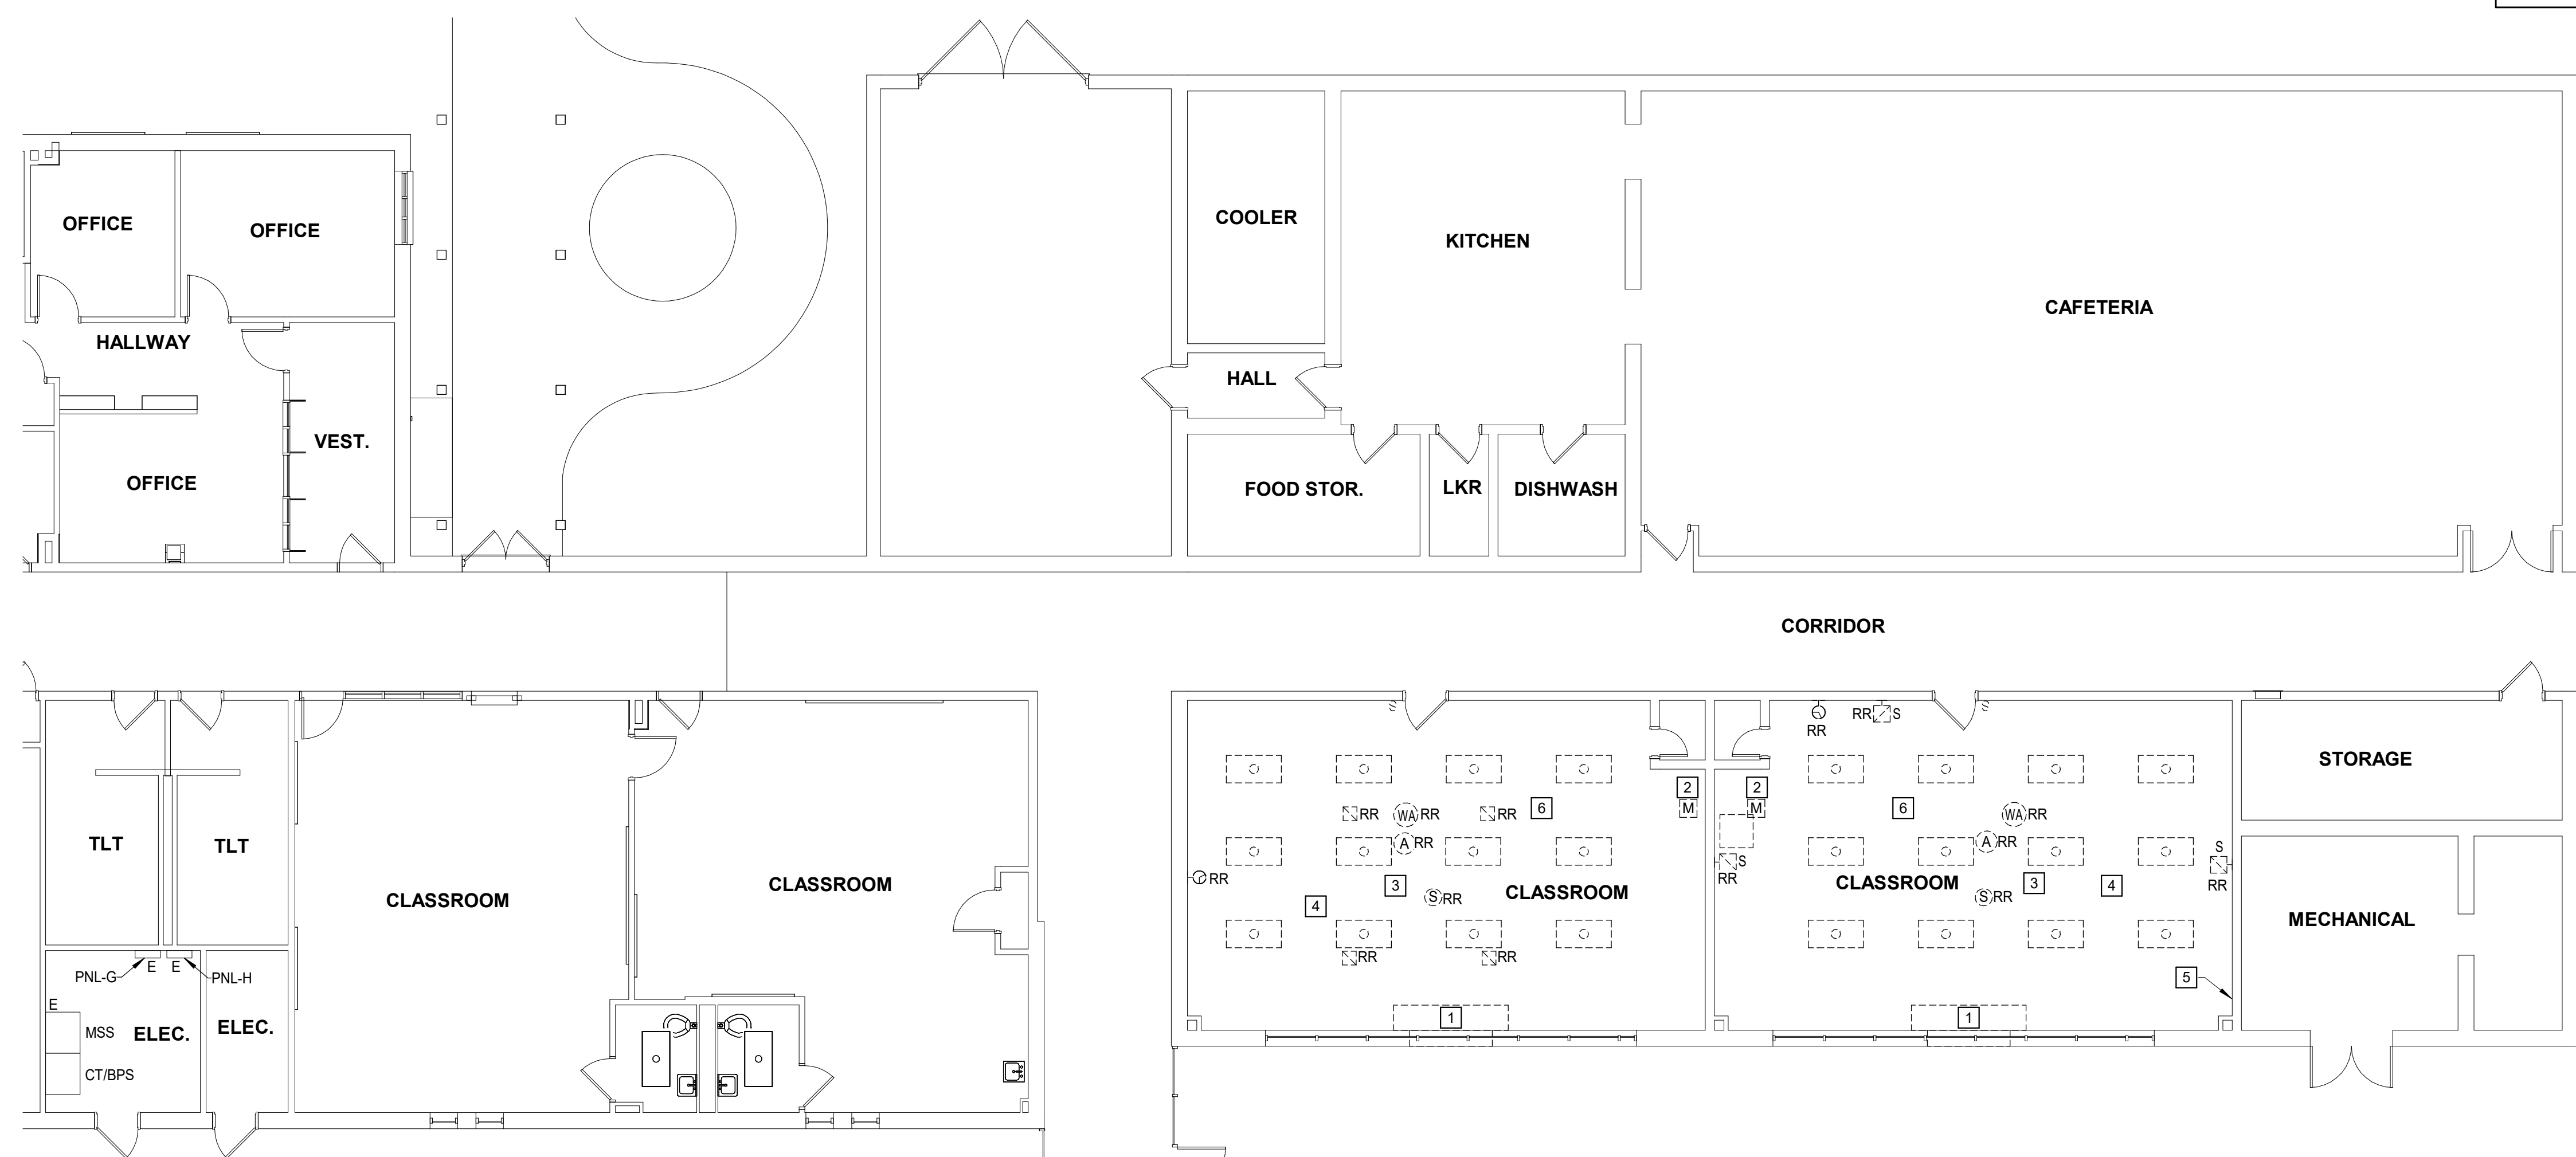 OFFICE
OFFICE
HALLWAY
VEST.
OFFICE
COOLER
KITCHEN
CAFETERIA
HALL
FOOD STOR.
LKR
DISHWASH
CORRIDOR
TLT
TLT
CLASSROOM
CLASSROOM
PNL-G
E
E
PNL-H
E
MSS
ELEC.
ELEC.
CT/BPS
RR
WA RR
RR
6
2
M
A RR
RR
3
4
S RR
CLASSROOM
RR
RR
1
RR
RR S
2
M
6
WA RR
A RR
S
RR
S
RR
CLASSROOM
S RR
3
4
5
1
STORAGE
MECHANICAL